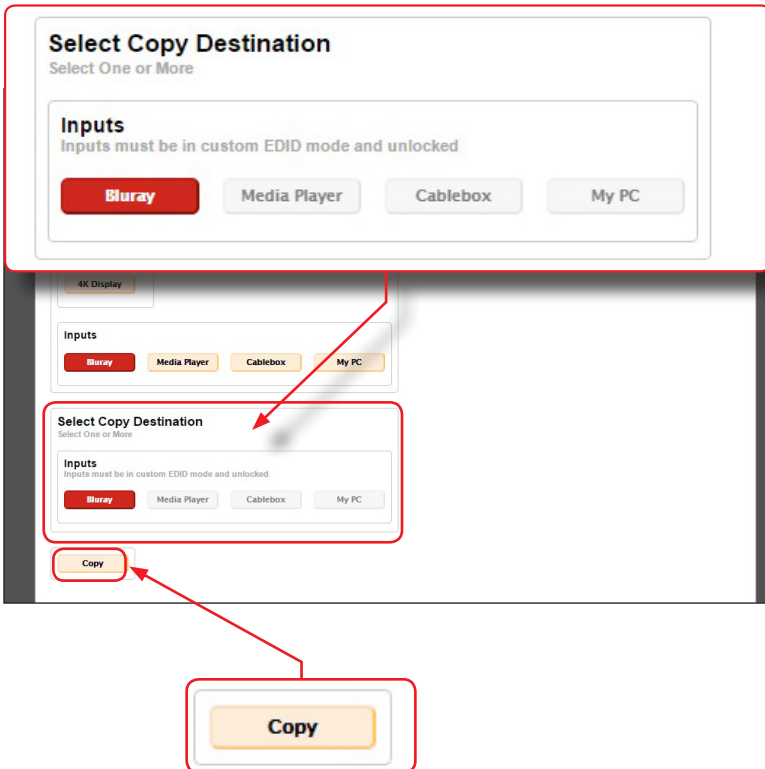 Select Copy Destination
Select One or More
Inputs
Inputs must be in custom EDID mode and unlocked
Bluray Media Player Cablebox My PC
4K Display
Inputs
Bluray Media Player Cablebox My PC
Select Copy Destination
Select One or More
Inputs
Inputs must be in custom EDID mode and unlocked
Bluray Media Player Cablebox My PC
Copy
Copy